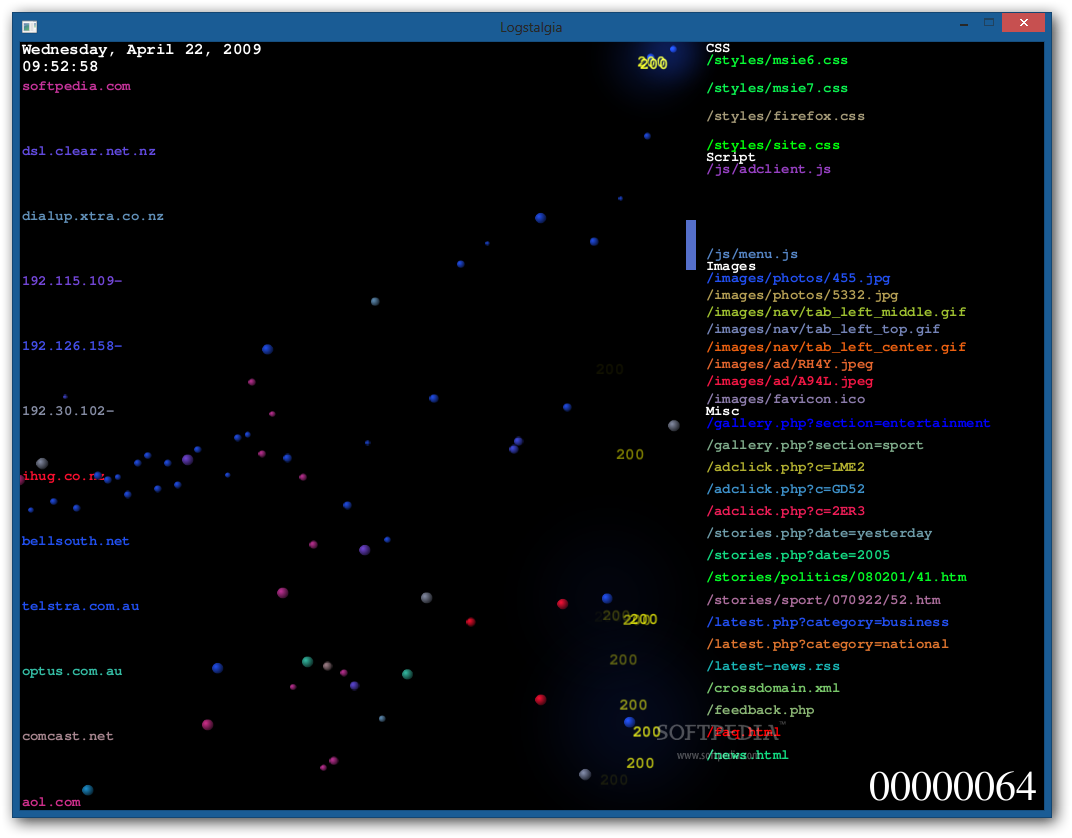 Logstalgia
Wednesday, April 22, 2009
09:52:58
softpedia.com
dsl.clear.net.nz
dialup.xtra.co.nz
192.115.109-
192.126.158-
192.30.102-
ihug.co.nz
bellsouth.net
telstra.com.au
optus.com.au
comcast.net
aol.com
200
200
200
200
200
200
200
200
200
200
200
CSS
/styles/msie6.css
/styles/msie7.css
/styles/firefox.css
/styles/site.css
Script
/js/adclient.js
/js/menu.js
Images
/images/photos/455.jpg
/images/photos/5332.jpg
/images/nav/tab_left_middle.gif
/images/nav/tab_left_top.gif
/images/nav/tab_left_center.gif
/images/ad/RH4Y.jpeg
/images/ad/A94L.jpeg
/images/favicon.ico
Misc
/gallery.php?section=entertainment
/gallery.php?section=sport
/adclick.php?c=LME2
/adclick.php?c=GD52
/adclick.php?c=2ER3
/stories.php?date=yesterday
/stories.php?date=2005
/stories/politics/080201/41.htm
/stories/sport/070922/52.htm
/latest.php?category=business
/latest.php?category=national
/latest-news.rss
/crossdomain.xml
/feedback.php
/faq.html
/news.html
SOFTPEDIA™
www.softpedia.com
00000064